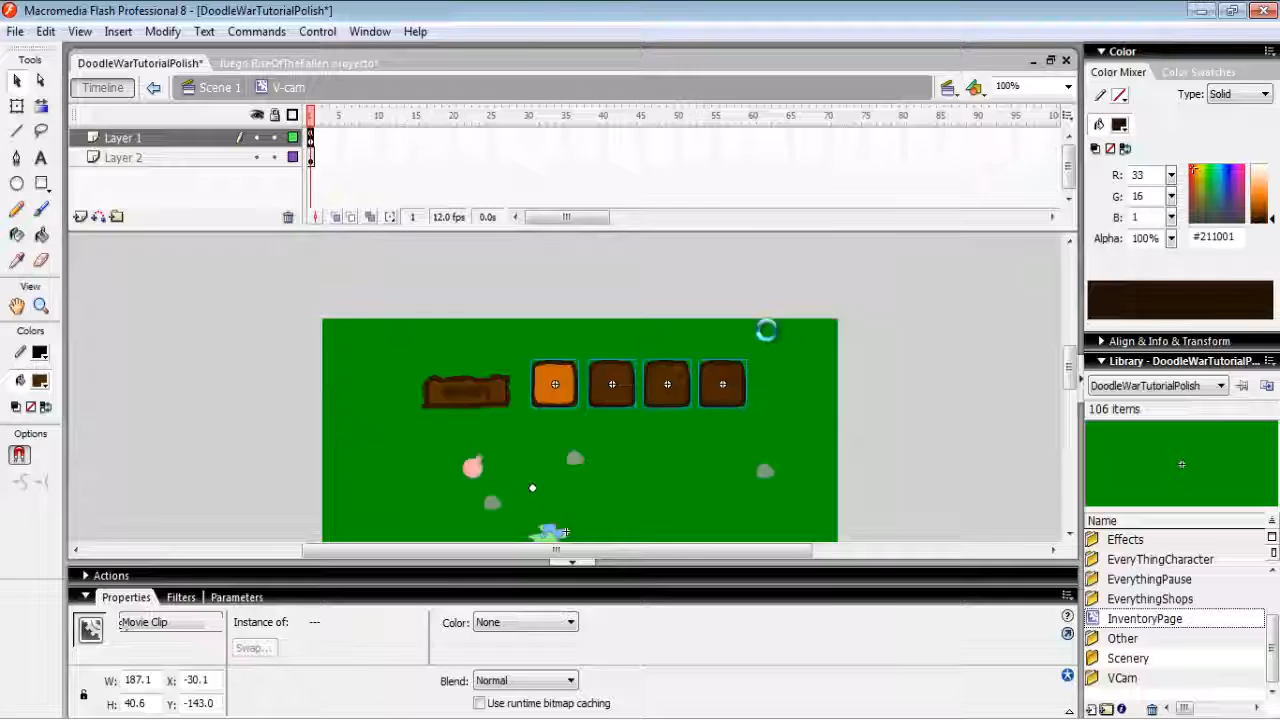 Macromedia Flash Professional 8 - [DoodleWarTutorialPolish*]
File Edit View Insert Modify Text Commands Control Window Help
Tools
View
Colors
Options
DoodleWarTutorialPolish*
juego RiseOfTheFallen proyecto*
Timeline Scene 1 V-cam 100%
5 10 15 20 25 30 35 40 45 50 55 60 65 70 75 80 85 90 95 10
Layer 1
Layer 2
1 12.0 fps 0.0s
Actions
Properties Filters Parameters
Movie Clip Instance of: --- Color: None
Swap...
W: 187.1 X: -30.1 Blend: Normal
H: 40.6 Y: -143.0 Use runtime bitmap caching
Color
Color Mixer Color Swatches
Type: Solid
R: 33
G: 16
B: 1
Alpha: 100% #211001
Align & Info & Transform
Library - DoodleWarTutorialP...
DoodleWarTutorialPolish
106 items
Name
Effects
EveryThingCharacter
EverythingPause
EverythingShops
InventoryPage
Other
Scenery
VCam